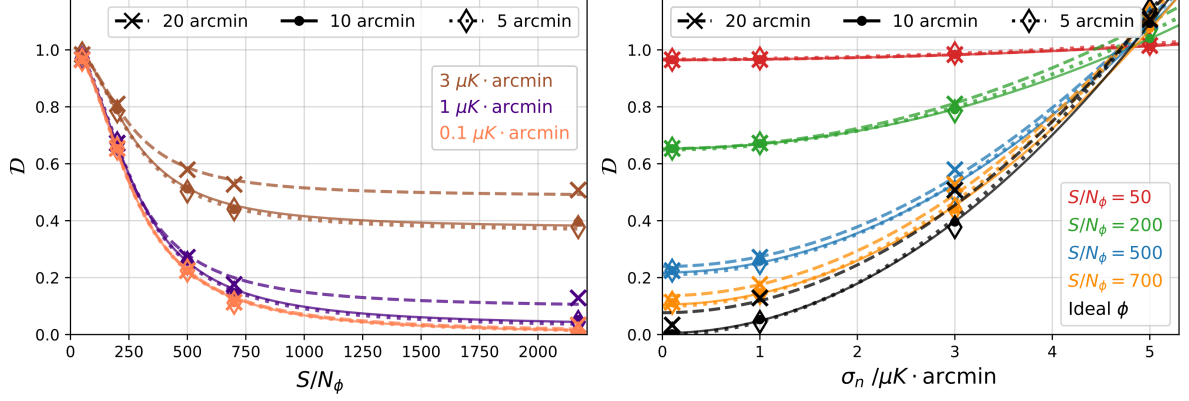 20 arcmin 10 arcmin 5 arcmin
3 μK · arcmin
1 μK · arcmin
0.1 μK · arcmin
1.0
0.8
0.6
0.4
0.2
0.0
𝒟
0 250 500 750 1000 1250 1500 1750 2000
S/N_ϕ
20 arcmin 10 arcmin 5 arcmin
S/N_ϕ = 50
S/N_ϕ = 200
S/N_ϕ = 500
S/N_ϕ = 700
Ideal ϕ
1.0
0.8
0.6
0.4
0.2
0.0
𝒟
0 1 2 3 4 5
σ_n /μK · arcmin